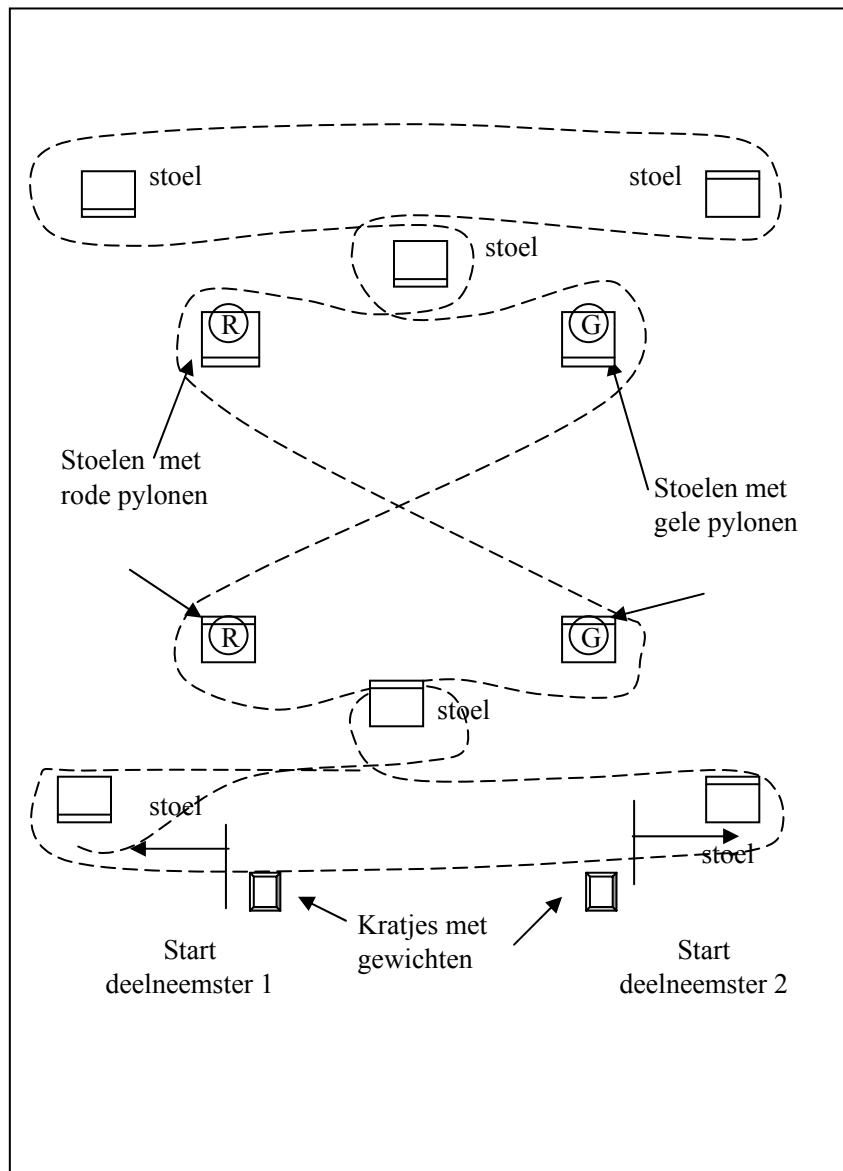 stoel
stoel
stoel
R
G
Stoelen met
rode pylonen
Stoelen met
gele pylonen
R
G
stoel
stoel
stoel
Kratjes met
gewichten
Start
deelneemster 1
Start
deelneemster 2